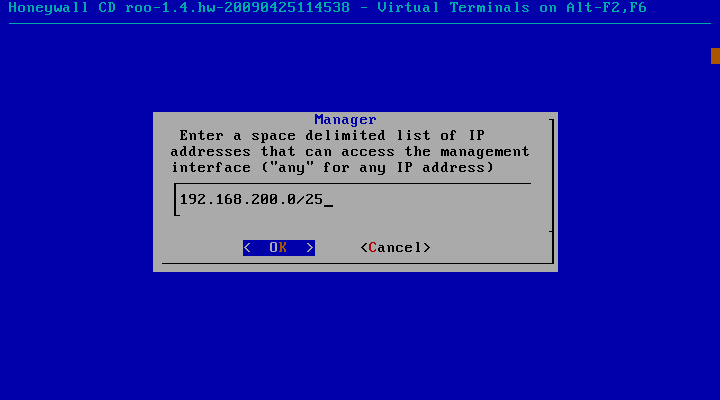 Honeywall CD roo-1.4.hw-20090425114538 - Virtual Terminals on Alt-F2,F6
Manager
Enter a space delimited list of IP
addresses that can access the management
interface ("any" for any IP address)
192.168.200.0/25_
<  OK  > <Cancel>